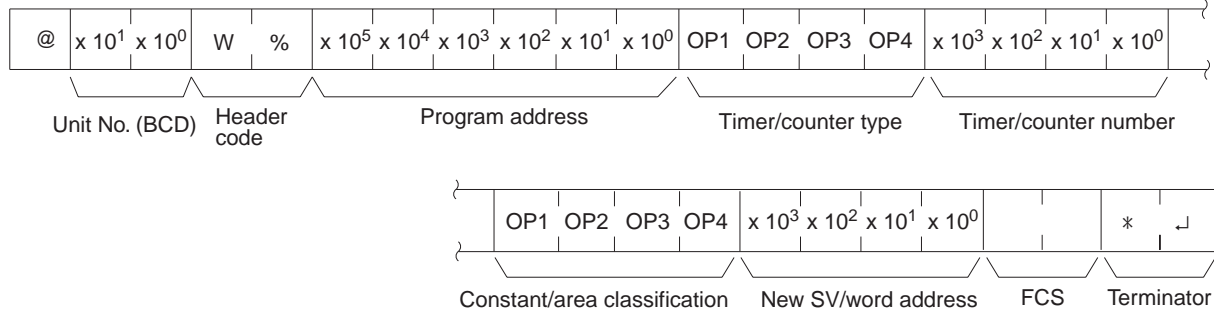 @ x 10¹ x 10⁰ W % x 10⁵ x 10⁴ x 10³ x 10² x 10¹ x 10⁰ OP1 OP2 OP3 OP4 x 10³ x 10² x 10¹ x 10⁰
Unit No. (BCD) Header code Program address Timer/counter type Timer/counter number
OP1 OP2 OP3 OP4 x 10³ x 10² x 10¹ x 10⁰ * ↵
Constant/area classification New SV/word address FCS Terminator